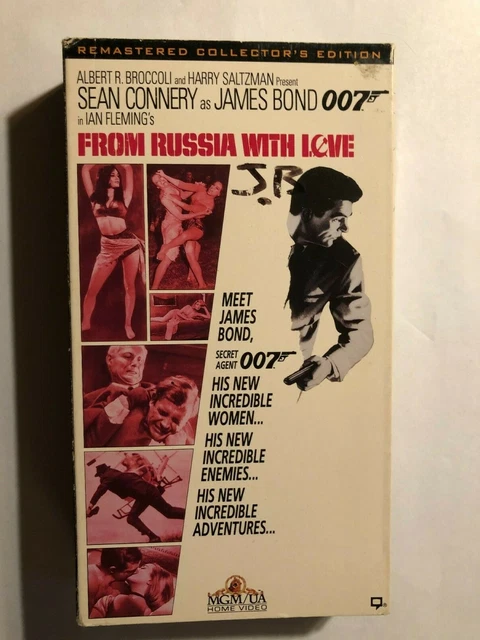 REMASTERED COLLECTOR'S EDITION
ALBERT R. BROCCOLI and HARRY SALTZMAN Present
SEAN CONNERY as JAMES BOND 007
in IAN FLEMING's
FROM RUSSIA WITH LOVE
J.B
MEET
JAMES
BOND,
SECRET
AGENT 007
HIS NEW
INCREDIBLE
WOMEN...
HIS NEW
INCREDIBLE
ENEMIES...
HIS NEW
INCREDIBLE
ADVENTURES...
MGM/UA
HOME VIDEO